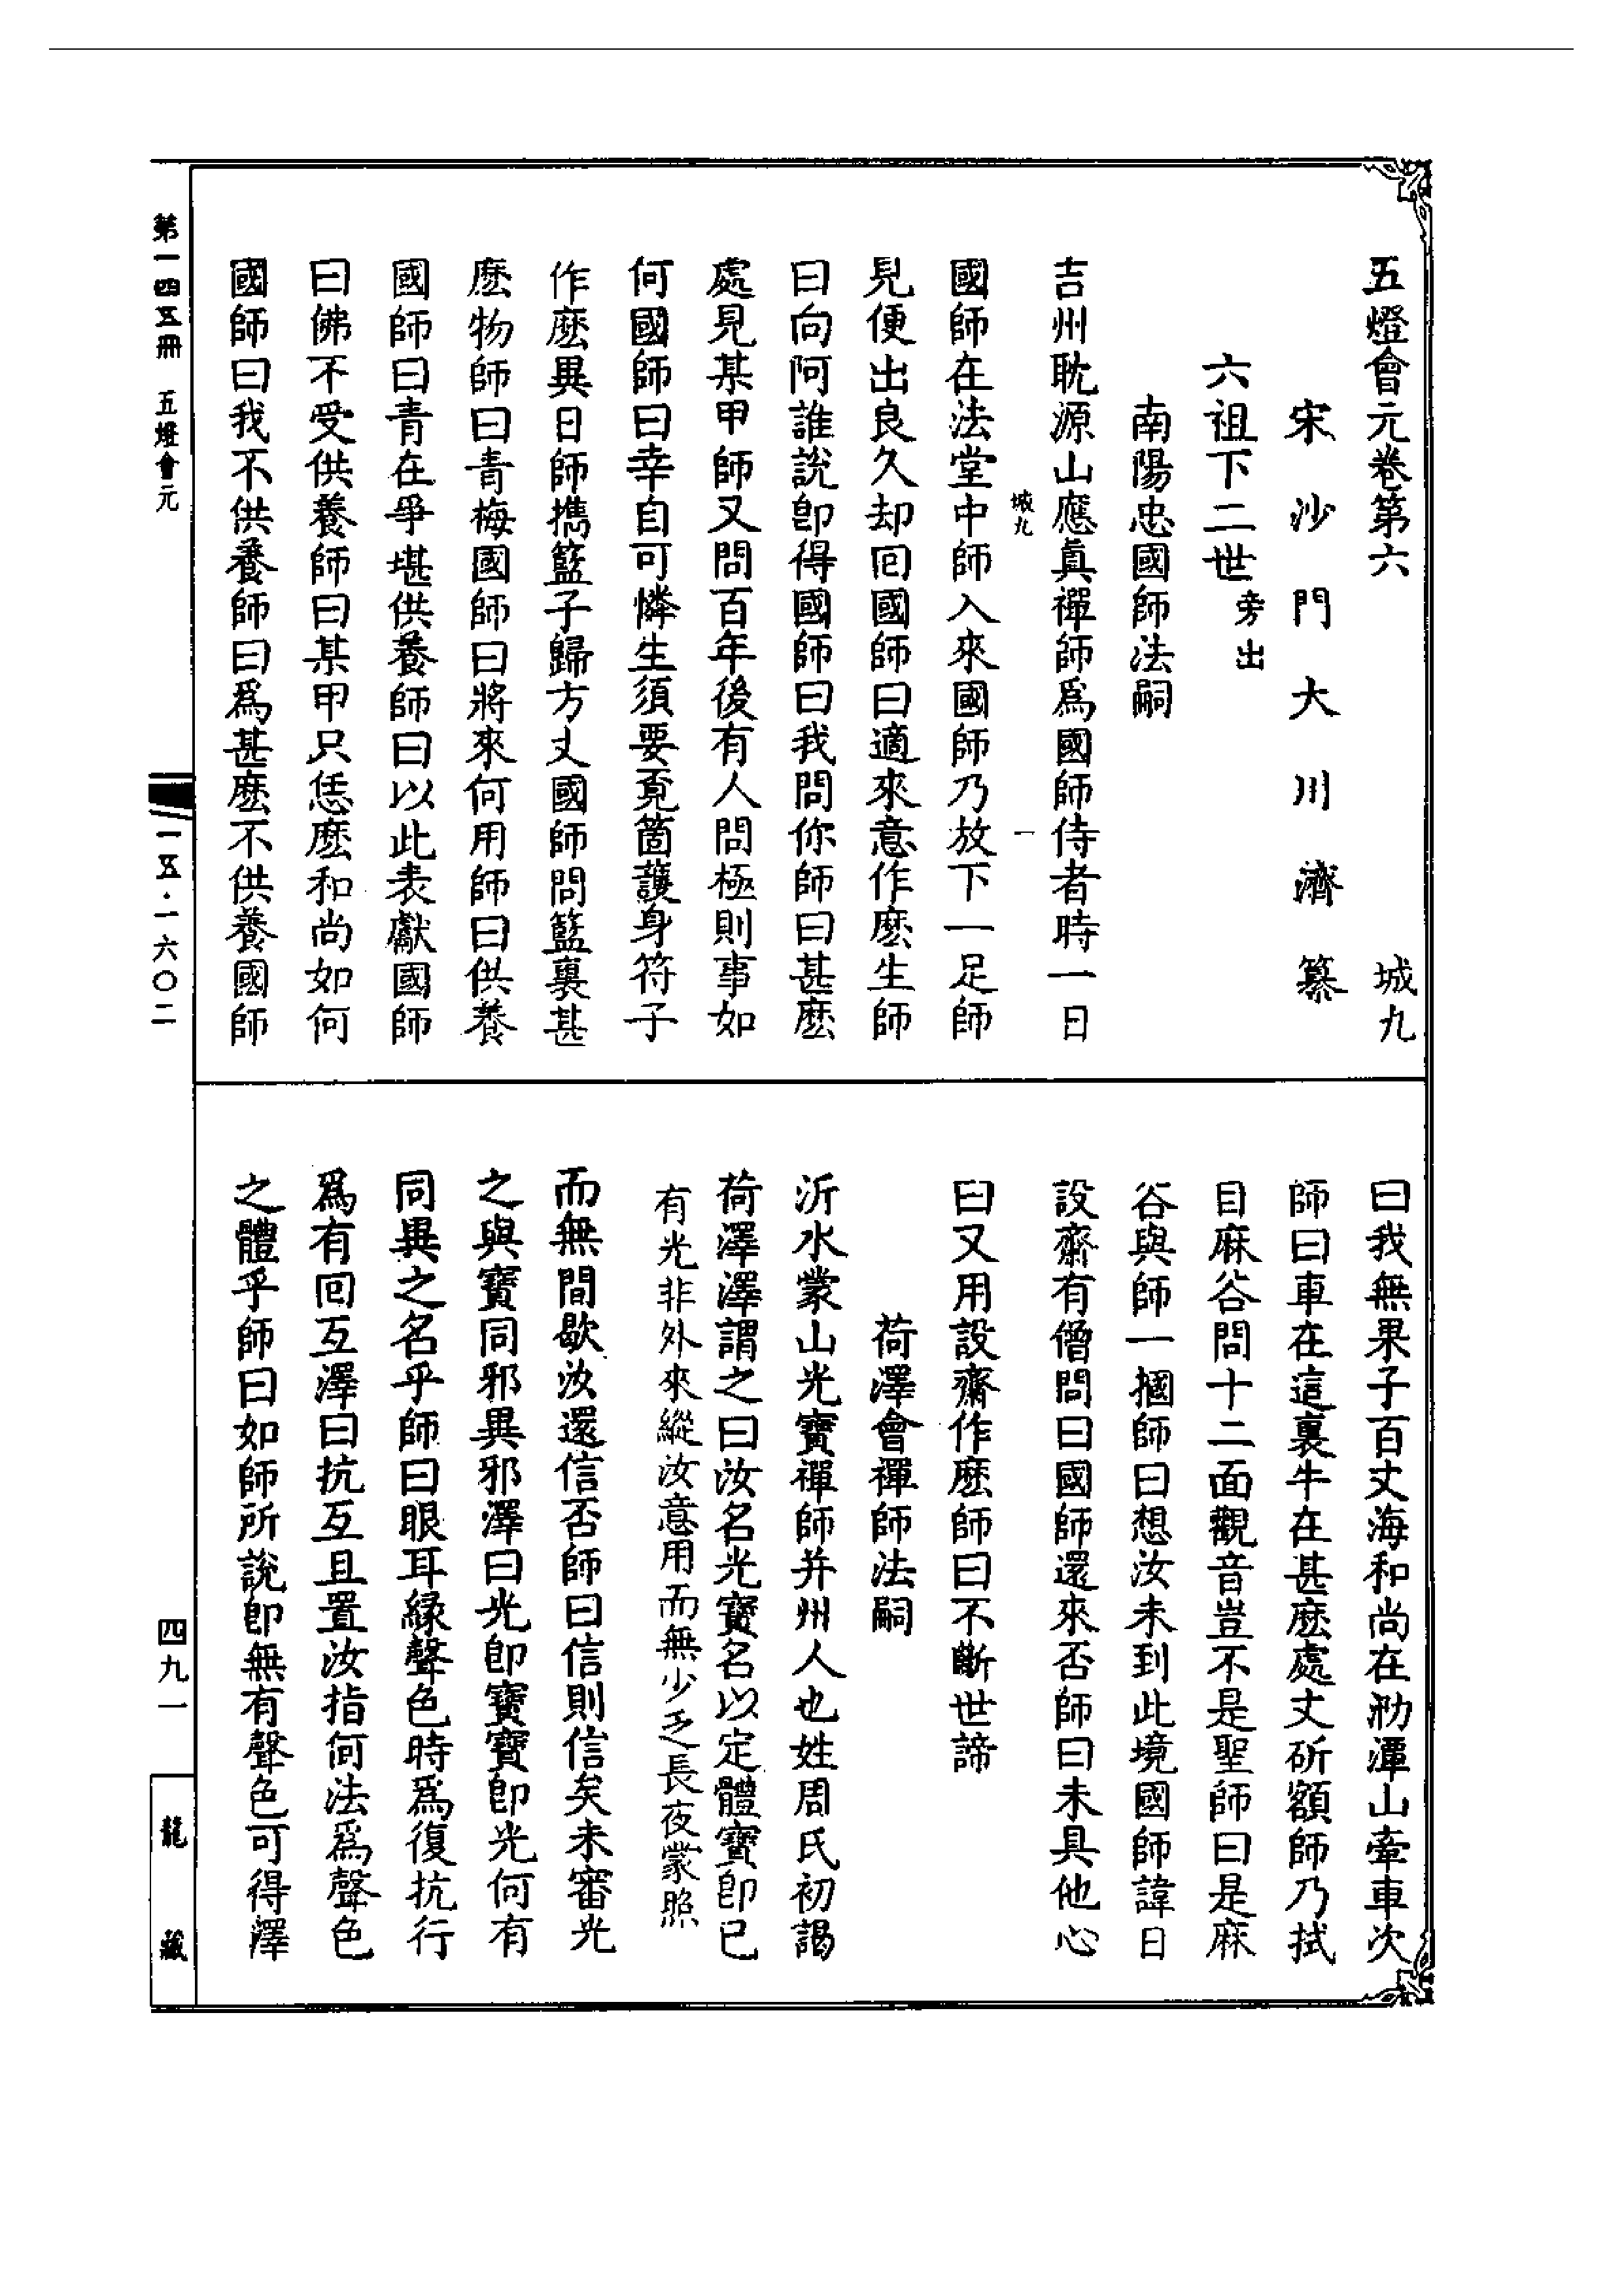 五燈會元卷第六　城九
宋沙門大川濟纂
六祖下二世旁出
南陽忠國師法嗣
吉州耽源山應眞禪師爲國師侍者時一日
城九　一
國師在法堂中師入來國師乃放下一足師
見便出良久却回國師曰適來意作麽生師
曰向阿誰說卽得國師曰我問你師曰甚麽
處見某甲師又問百年後有人問極則事如
何國師曰幸自可憐生須要覓箇護身符子
作麽異日師攜籃子歸方丈國師問籃裏甚
麽物師曰青梅國師曰將來何用師曰供養
國師曰青在爭堪供養師曰以此表獻國師
曰佛不受供養師曰某甲只恁麽和尚如何
國師曰我不供養師曰爲甚麽不供養國師
曰我無果子百丈海和尚在泐潭山牽車次
師曰車在這裏牛在甚麽處丈斫額師乃拭
目麻谷問十二面觀音豈不是聖師曰是麻
谷與師一摑師曰想汝未到此境國師諱日
設齋有僧問曰國師還來否師曰未具他心
曰又用設齋作麽師曰不斷世諦
荷澤會禪師法嗣
沂水蒙山光寶禪師并州人也姓周氏初謁
荷澤澤謂之曰汝名光寶名以定體寶卽已
有光非外來縱汝意用而無少乏長夜蒙照
而無間歇汝還信否師曰信則信矣未審光
之與寶同邪異邪澤曰光卽寶寶卽光何有
同異之名乎師曰眼耳緣聲色時爲復抗行
爲有回互澤曰抗互且置汝指何法爲聲色
之體乎師曰如師所說卽無有聲色可得澤
第一四五冊　五燈會元
一五·一六〇二
四九一
龍藏